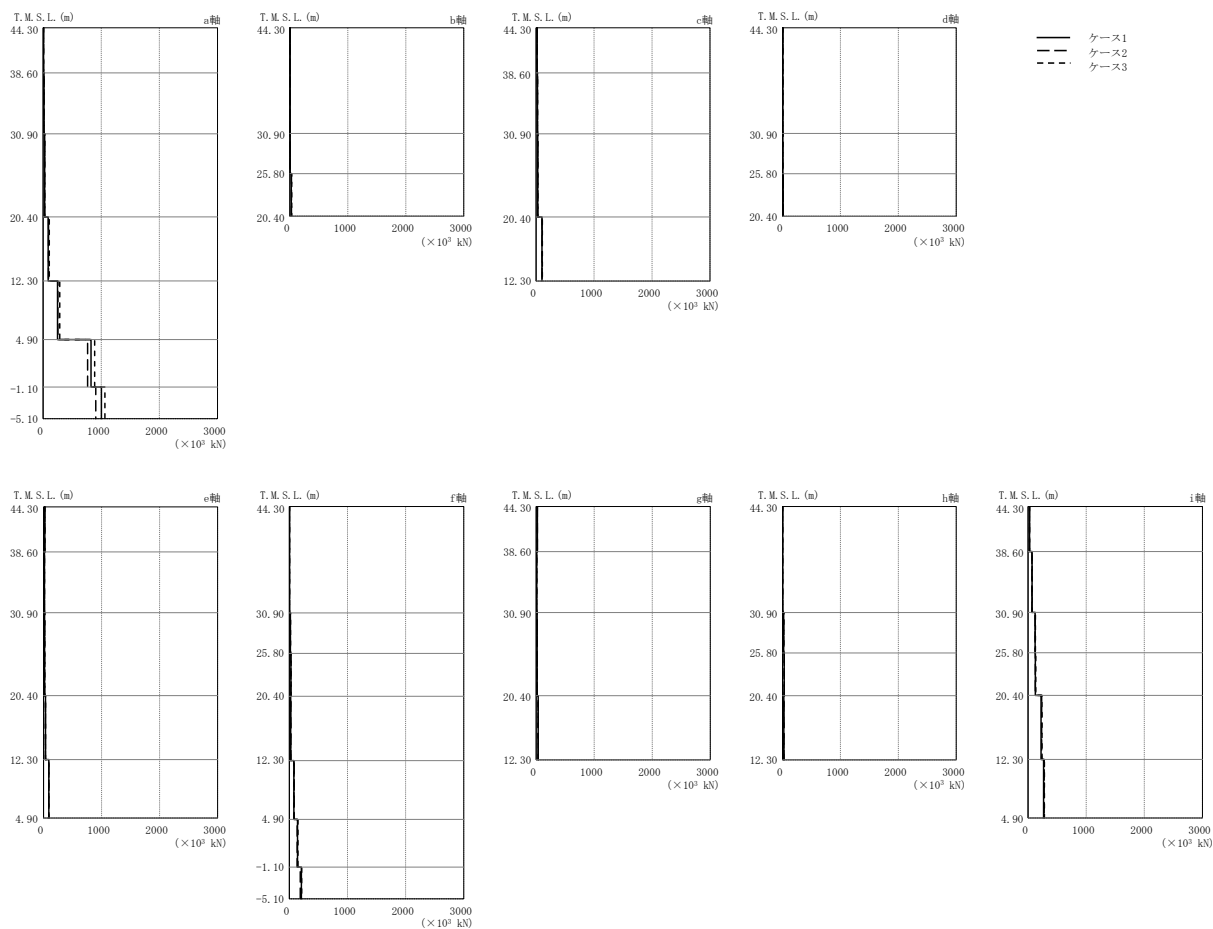 T.M.S.L.(m) a軸
44.30
38.60
30.90
20.40
12.30
4.90
-1.10
-5.10
0 1000 2000 3000
(×10³ kN)
T.M.S.L.(m) b軸
44.30
30.90
25.80
20.40
0 1000 2000 3000
(×10³ kN)
T.M.S.L.(m) c軸
44.30
38.60
30.90
20.40
12.30
0 1000 2000 3000
(×10³ kN)
T.M.S.L.(m) d軸
44.30
30.90
25.80
20.40
0 1000 2000 3000
(×10³ kN)
ケース1
ケース2
ケース3
T.M.S.L.(m) e軸
44.30
38.60
30.90
20.40
12.30
4.90
0 1000 2000 3000
(×10³ kN)
T.M.S.L.(m) f軸
44.30
30.90
25.80
20.40
12.30
4.90
-1.10
-5.10
0 1000 2000 3000
(×10³ kN)
T.M.S.L.(m) g軸
44.30
38.60
30.90
20.40
12.30
0 1000 2000 3000
(×10³ kN)
T.M.S.L.(m) h軸
44.30
30.90
25.80
20.40
12.30
0 1000 2000 3000
(×10³ kN)
T.M.S.L.(m) i軸
44.30
38.60
30.90
25.80
20.40
12.30
4.90
0 1000 2000 3000
(×10³ kN)